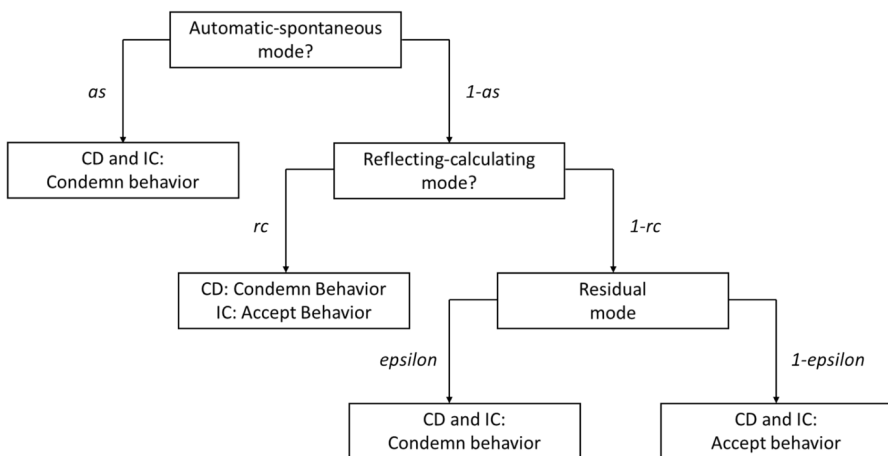 Automatic-spontaneous
mode?
as
1-as
CD and IC:
Condemn behavior
Reflecting-calculating
mode?
rc
1-rc
CD: Condemn Behavior
IC: Accept Behavior
Residual
mode
epsilon
1-epsilon
CD and IC:
Condemn behavior
CD and IC:
Accept behavior